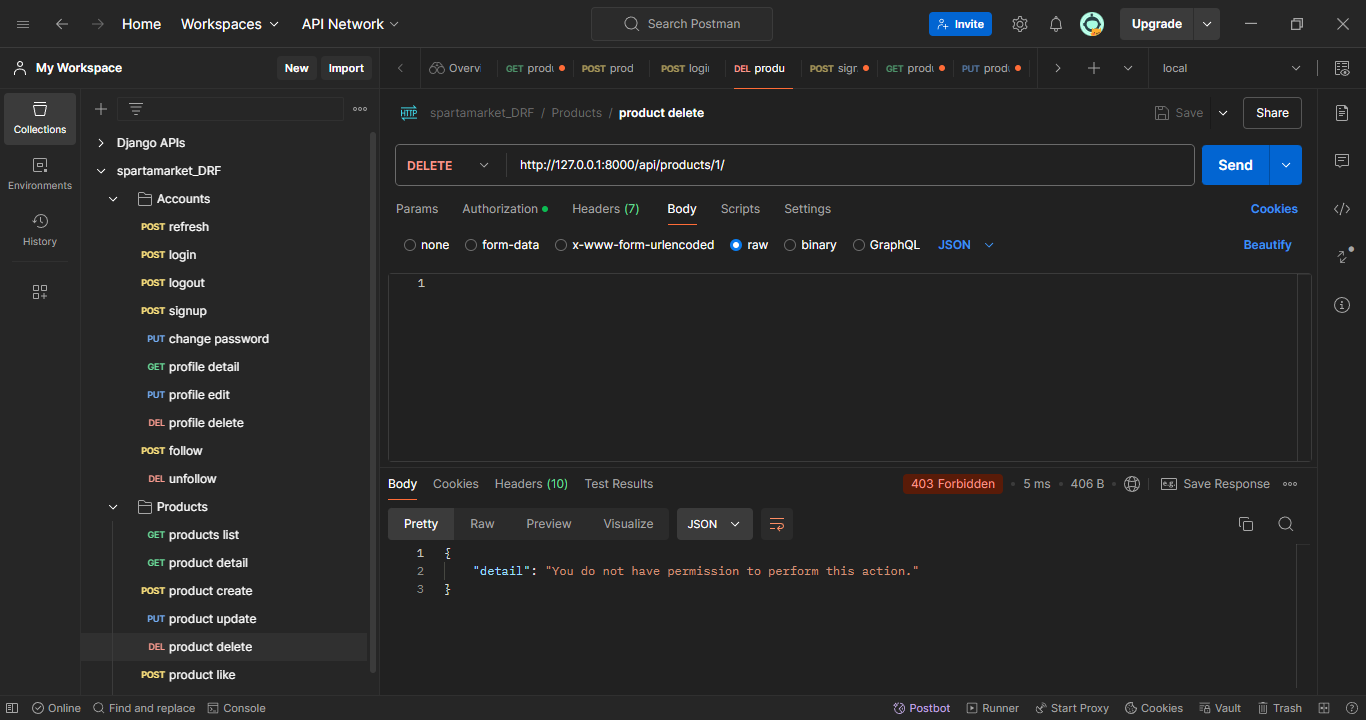 Home Workspaces API Network Search Postman Invite Upgrade
My Workspace New Import Overvi GET produ POST prod POST logi DEL produ POST sign GET produ PUT produ local
Collections
Environments
History
Django APIs
spartamarket_DRF
Accounts
POST refresh
POST login
POST logout
POST signup
PUT change password
GET profile detail
PUT profile edit
DEL profile delete
POST follow
DEL unfollow
Products
GET products list
GET product detail
POST product create
PUT product update
DEL product delete
POST product like
HTTP spartamarket_DRF / Products / product delete Save Share
DELETE http://127.0.0.1:8000/api/products/1/ Send
Params Authorization Headers (7) Body Scripts Settings Cookies
none form-data x-www-form-urlencoded raw binary GraphQL JSON Beautify
1
Body Cookies Headers (10) Test Results 403 Forbidden 5 ms 406 B e.g. Save Response
Pretty Raw Preview Visualize JSON
1 {
2 "detail": "You do not have permission to perform this action."
3 }
Online Find and replace Console Postbot Runner Start Proxy Cookies Vault Trash